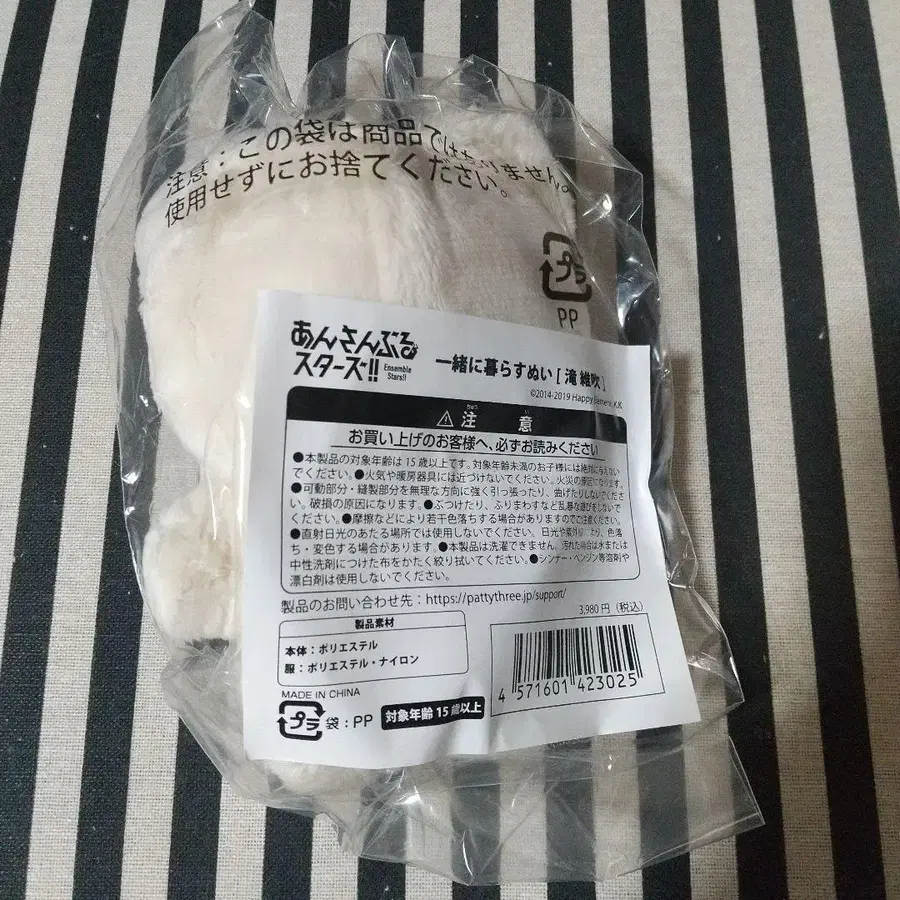 注意：この袋は商品ではありません。
使用せずにお捨てください。
プラ
PP
あんさんぶる
スターズ!!
Ensemble
Stars!!
一緒に暮らすぬい [ 滝 維吹 ]
©2014-2019 Happy Elements K.K
⚠注 意
ちゅう い
お買い上げのお客様へ、必ずお読みください
●本製品の対象年齢は15歳以上です。対象年齢未満のお子様には絶対に与えない
でください。●火気や暖房器具には近づけないでください。火災の原因になります。
●可動部分・縫製部分を無理な方向に強く引っ張ったり、曲げたりしないでくださ
い。破損の原因になります。●ぶつけたり、ふりまわすなど乱暴な遊びをしないで
ください。●摩擦などにより若干色落ちする場合がありますのでご注意ください。
●直射日光のあたる場所では使用しないでください。日光や紫外線により、色落
ち・変色する場合があります。●本製品は洗濯できません。汚れた場合は水または
中性洗剤につけた布をかたく絞り拭いてください。●シンナー・ベンジン等溶剤や
漂白剤は使用しないでください。
製品のお問い合わせ先：https://pattythree.jp/support/
3,980円（税込）
製品素材
本体：ポリエステル
服：ポリエステル・ナイロン
MADE IN CHINA
プラ 袋：PP
対象年齢15歳以上
4 571601 423025